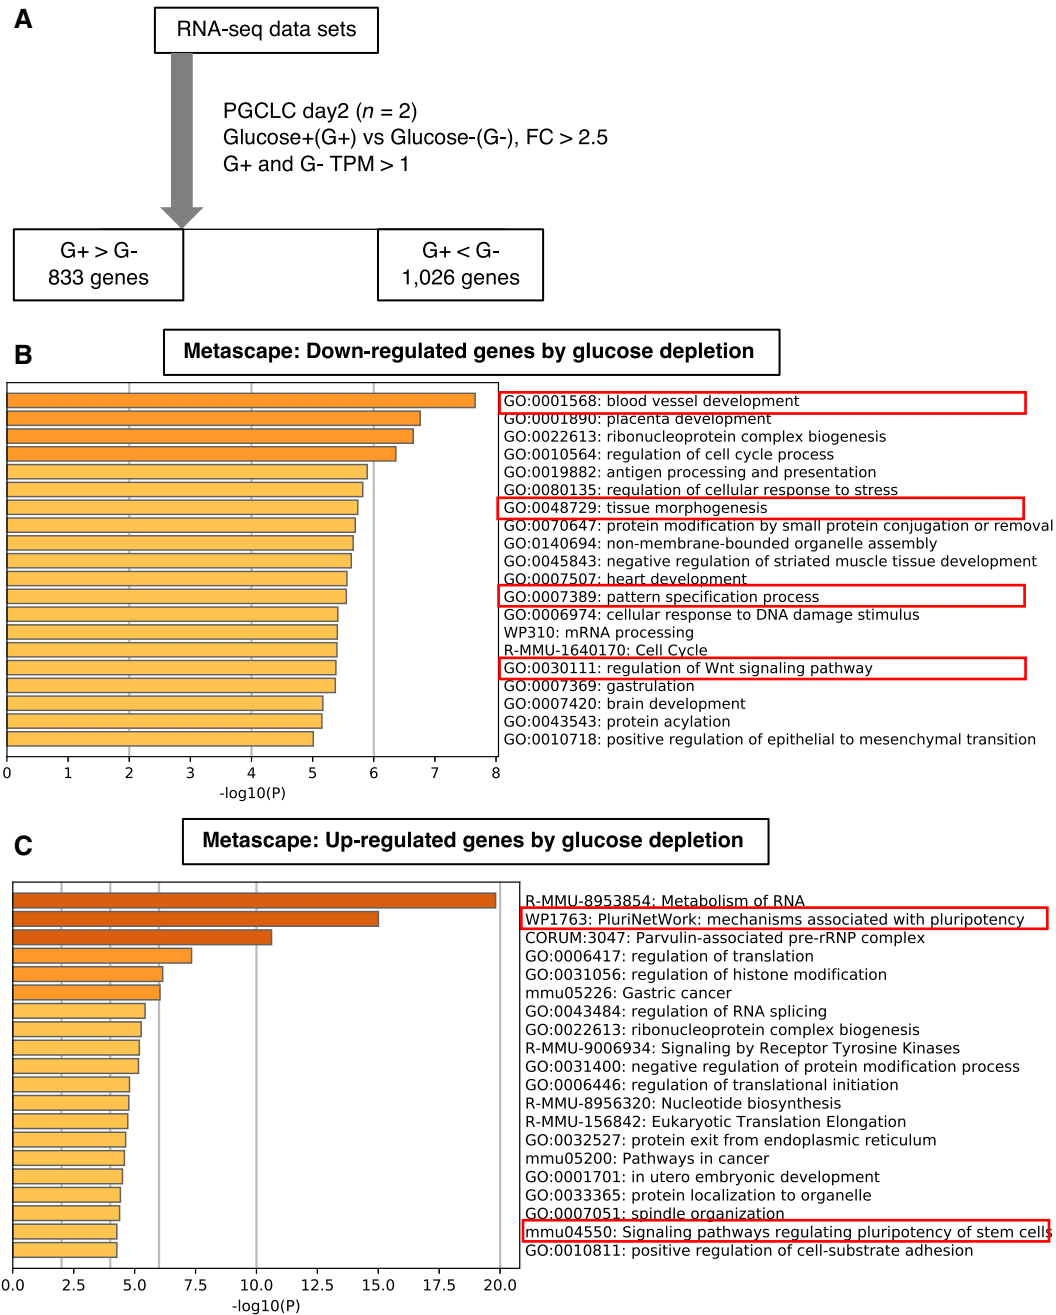 A
RNA-seq data sets
PGCLC day2 (n = 2)
Glucose+(G+) vs Glucose-(G-), FC > 2.5
G+ and G- TPM > 1
G+ > G-
833 genes
G+ < G-
1,026 genes
B
Metascape: Down-regulated genes by glucose depletion
GO:0001568: blood vessel development
GO:0001890: placenta development
GO:0022613: ribonucleoprotein complex biogenesis
GO:0010564: regulation of cell cycle process
GO:0019882: antigen processing and presentation
GO:0080135: regulation of cellular response to stress
GO:0048729: tissue morphogenesis
GO:0070647: protein modification by small protein conjugation or removal
GO:0140694: non-membrane-bounded organelle assembly
GO:0045843: negative regulation of striated muscle tissue development
GO:0007507: heart development
GO:0007389: pattern specification process
GO:0006974: cellular response to DNA damage stimulus
WP310: mRNA processing
R-MMU-1640170: Cell Cycle
GO:0030111: regulation of Wnt signaling pathway
GO:0007369: gastrulation
GO:0007420: brain development
GO:0043543: protein acylation
GO:0010718: positive regulation of epithelial to mesenchymal transition
0 1 2 3 4 5 6 7 8
-log10(P)
C
Metascape: Up-regulated genes by glucose depletion
R-MMU-8953854: Metabolism of RNA
WP1763: PluriNetWork: mechanisms associated with pluripotency
CORUM:3047: Parvulin-associated pre-rRNP complex
GO:0006417: regulation of translation
GO:0031056: regulation of histone modification
mmu05226: Gastric cancer
GO:0043484: regulation of RNA splicing
GO:0022613: ribonucleoprotein complex biogenesis
R-MMU-9006934: Signaling by Receptor Tyrosine Kinases
GO:0031400: negative regulation of protein modification process
GO:0006446: regulation of translational initiation
R-MMU-8956320: Nucleotide biosynthesis
R-MMU-156842: Eukaryotic Translation Elongation
GO:0032527: protein exit from endoplasmic reticulum
mmu05200: Pathways in cancer
GO:0001701: in utero embryonic development
GO:0033365: protein localization to organelle
GO:0007051: spindle organization
mmu04550: Signaling pathways regulating pluripotency of stem cells
GO:0010811: positive regulation of cell-substrate adhesion
0.0 2.5 5.0 7.5 10.0 12.5 15.0 17.5 20.0
-log10(P)